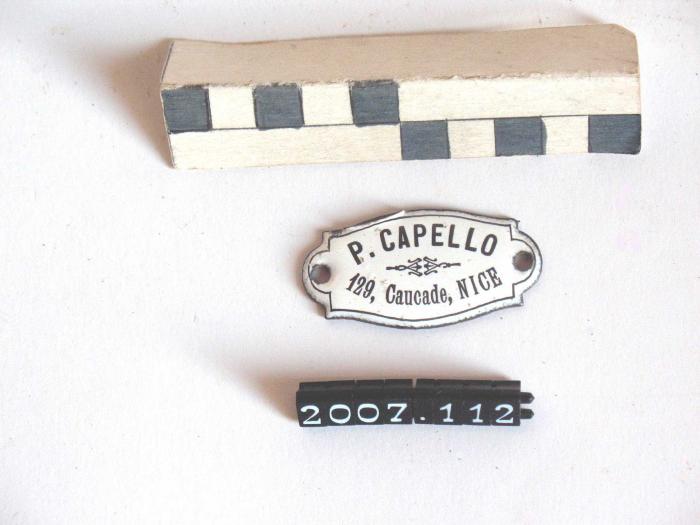 P. CAPELLO
129, Caucade, NICE
2007.112